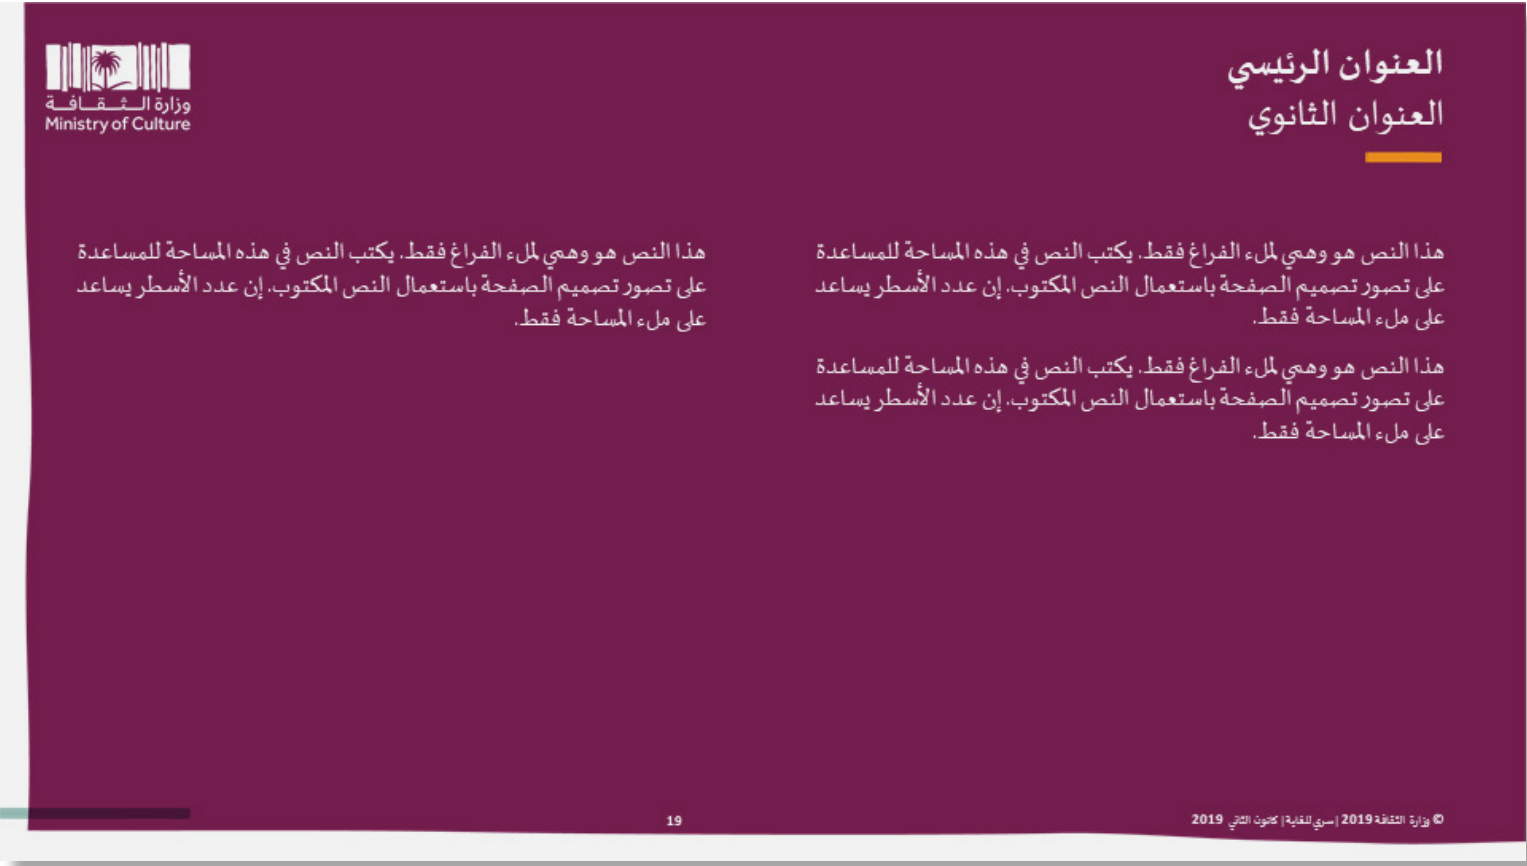 العنوان الرئيسي
العنوان الثانوي
وزارة الــثــقــافــة
Ministry of Culture
هذا النص هو وهمي لملء الفراغ فقط. يكتب النص في هذه المساحة للمساعدة
على تصور تصميم الصفحة باستعمال النص المكتوب. إن عدد الأسطر يساعد
على ملء المساحة فقط.
هذا النص هو وهمي لملء الفراغ فقط. يكتب النص في هذه المساحة للمساعدة
على تصور تصميم الصفحة باستعمال النص المكتوب. إن عدد الأسطر يساعد
على ملء المساحة فقط.
هذا النص هو وهمي لملء الفراغ فقط. يكتب النص في هذه المساحة للمساعدة
على تصور تصميم الصفحة باستعمال النص المكتوب. إن عدد الأسطر يساعد
على ملء المساحة فقط.
© وزارة الثقافة 2019 | سري للغاية | كانون الثاني 2019
19